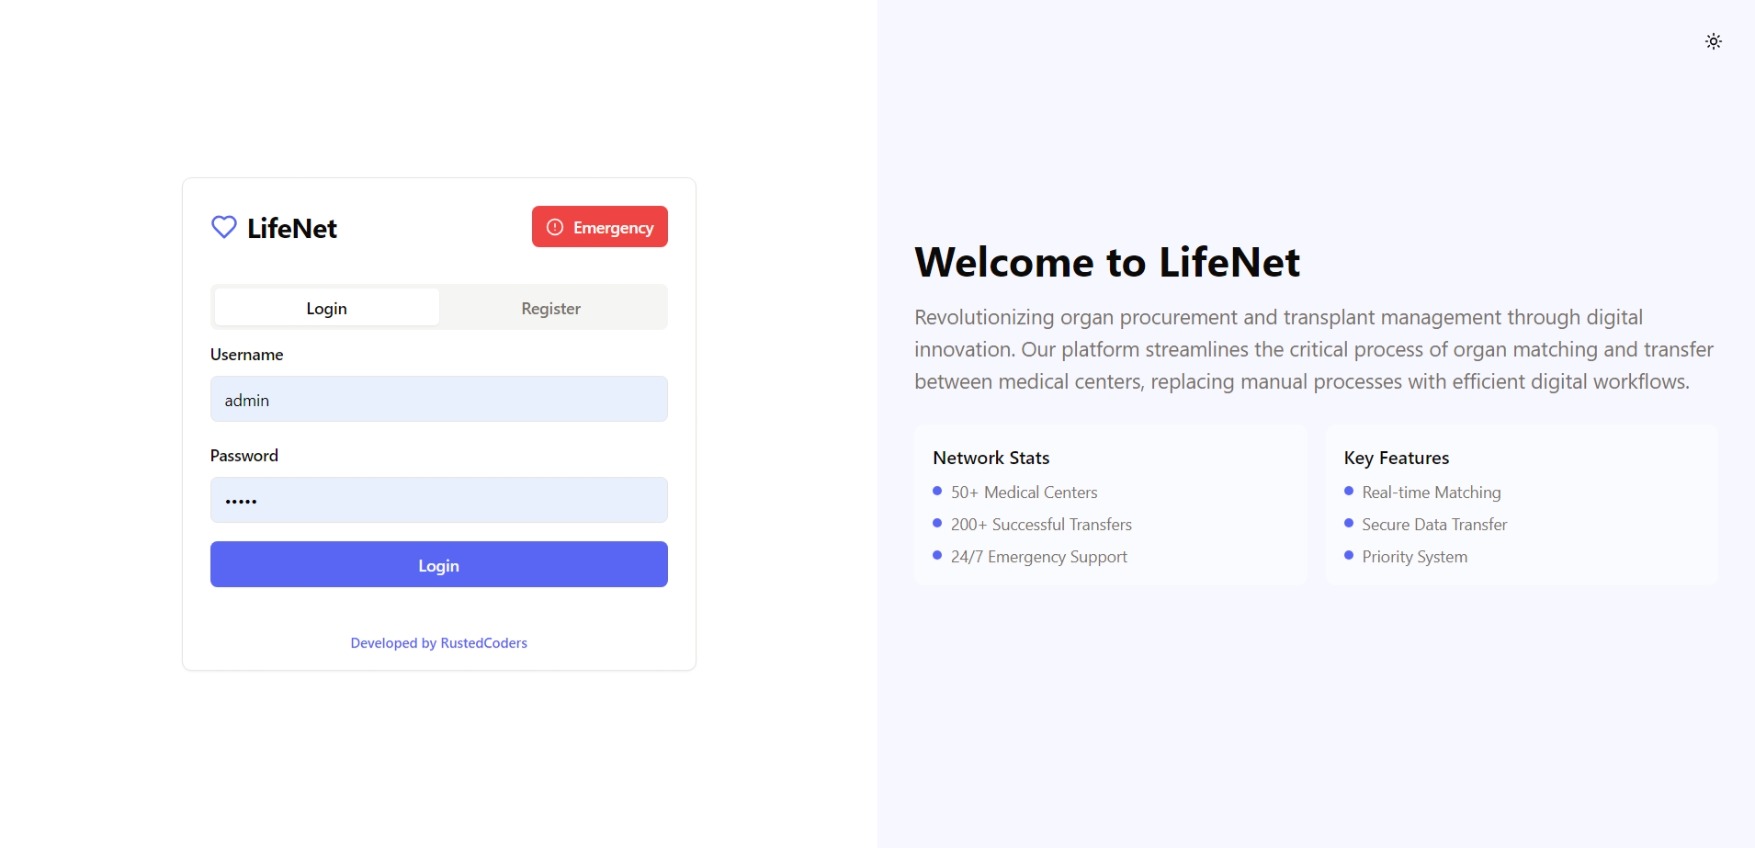 LifeNet
Emergency
Login
Register
Username
admin
Password
•••••
Login
Developed by RustedCoders
Welcome to LifeNet
Revolutionizing organ procurement and transplant management through digital
innovation. Our platform streamlines the critical process of organ matching and transfer
between medical centers, replacing manual processes with efficient digital workflows.
Network Stats
50+ Medical Centers
200+ Successful Transfers
24/7 Emergency Support
Key Features
Real-time Matching
Secure Data Transfer
Priority System